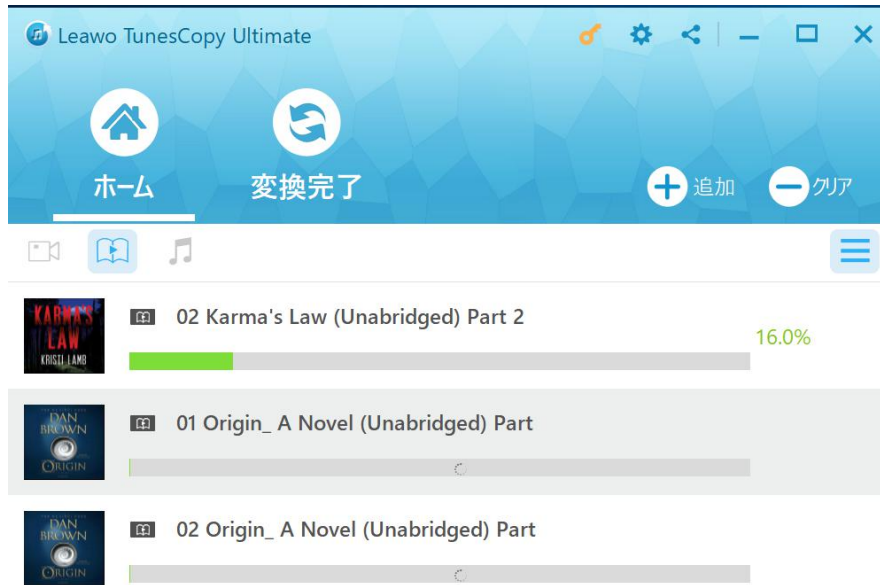 Leawo TunesCopy Ultimate
ホーム
変換完了
追加
クリア
KARMA'S
LAW
KRISTI LAMB
02 Karma's Law (Unabridged) Part 2
16.0%
DAN
BROWN
ORIGIN
01 Origin_ A Novel (Unabridged) Part
DAN
BROWN
ORIGIN
02 Origin_ A Novel (Unabridged) Part